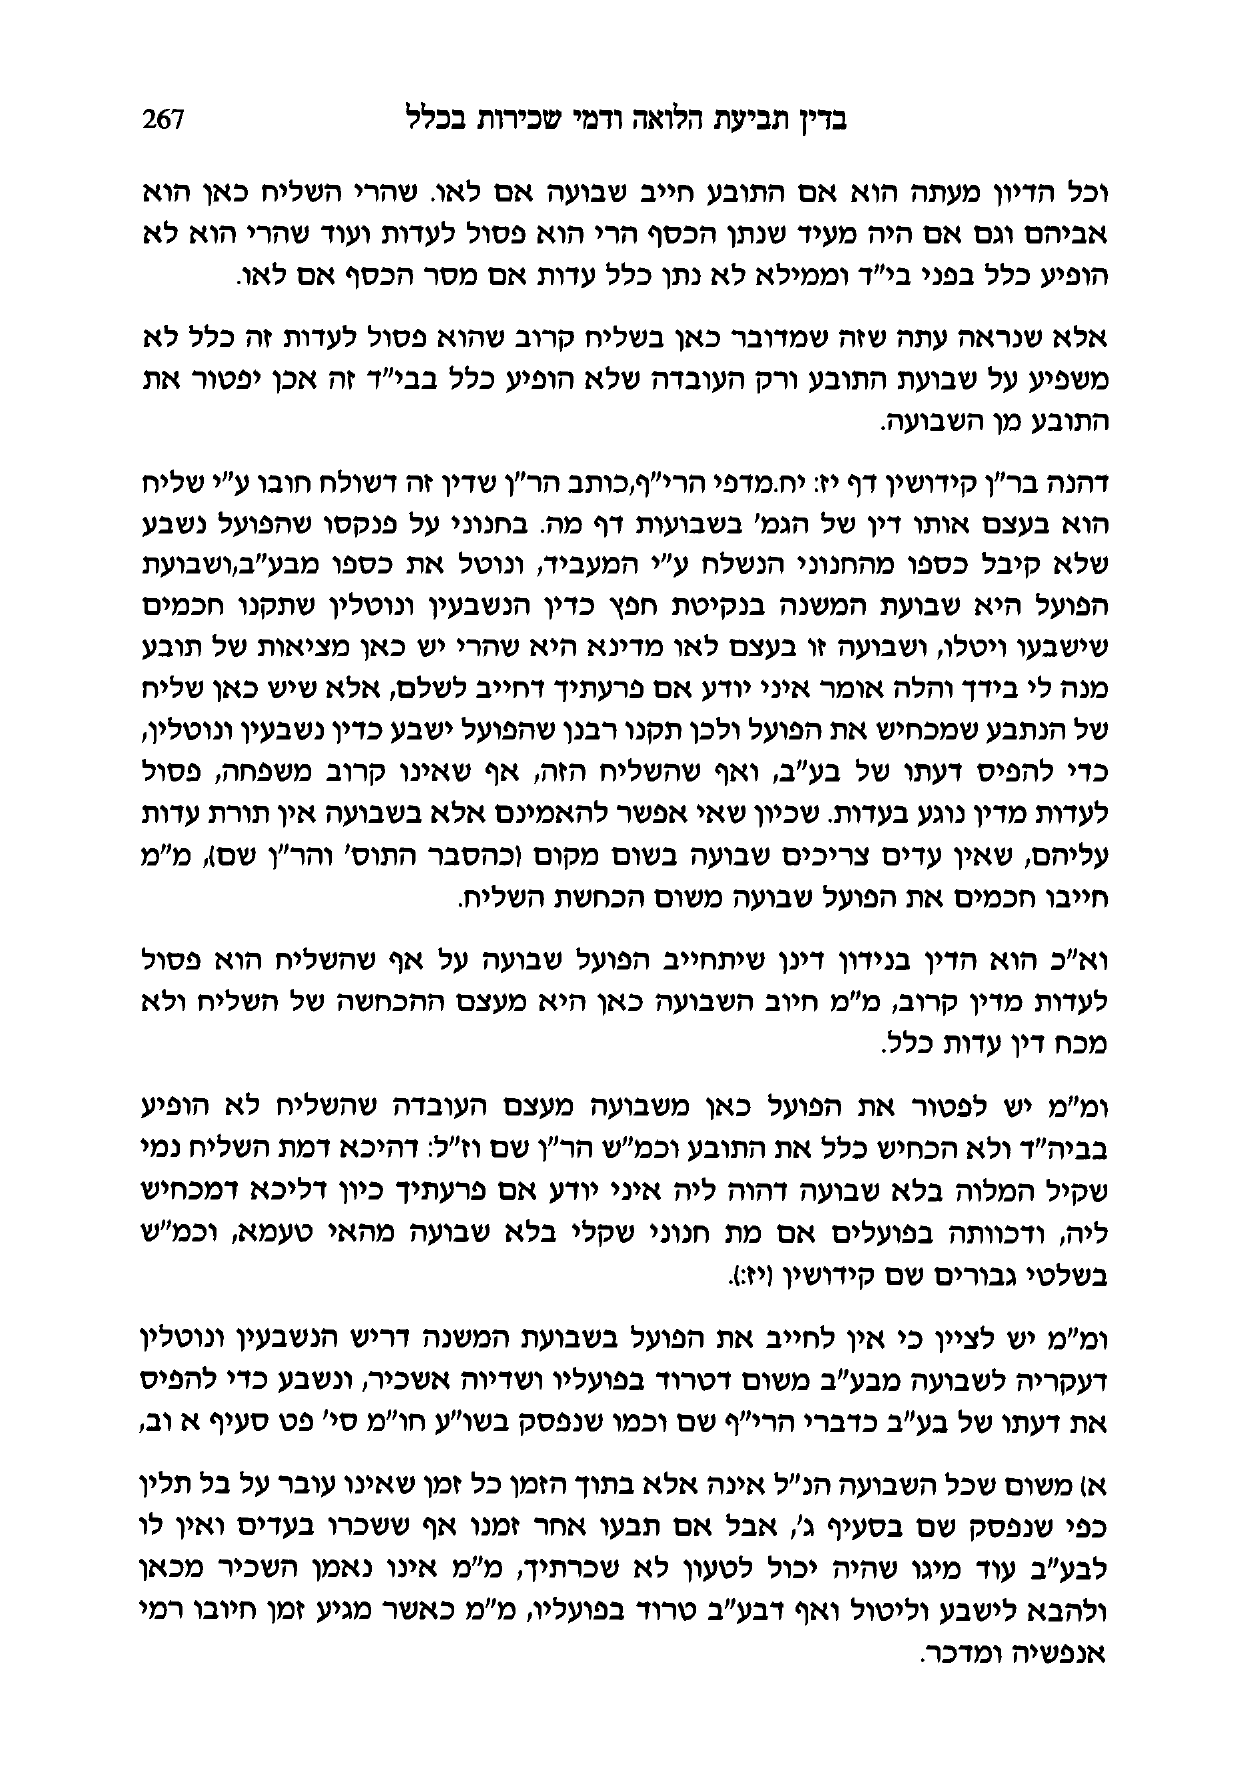 בדין תביעת הלואה ודמי שכירות בכלל 267
וכל הדיון מעתה הוא אם התובע חייב שבועה אם לאו. שהרי השליח כאן הוא
אביהם וגם אם היה מעיד שנתן הכסף הרי הוא פסול לעדות ועוד שהרי הוא לא
הופיע כלל בפני בי"ד וממילא לא נתן כלל עדות אם מסר הכסף אם לאו.
אלא שנראה עתה שזה שמדובר כאן בשליח קרוב שהוא פסול לעדות זה כלל לא
משפיע על שבועת התובע ורק העובדה שלא הופיע כלל בבי"ד זה אכן יפטור את
התובע מן השבועה.
דהנה בר"ן קידושין דף יז: יח.מדפי הרי"ף,כותב הר"ן שדין זה דשולח חובו ע"י שליח
הוא בעצם אותו דין של הגמ' בשבועות דף מה. בחנוני על פנקסו שהפועל נשבע
שלא קיבל כספו מהחנוני הנשלח ע"י המעביד, ונוטל את כספו מבע"ב,ושבועת
הפועל היא שבועת המשנה בנקיטת חפץ כדין הנשבעין ונוטלין שתקנו חכמים
שישבעו ויטלו, ושבועה זו בעצם לאו מדינא היא שהרי יש כאן מציאות של תובע
מנה לי בידך והלה אומר איני יודע אם פרעתיך דחייב לשלם, אלא שיש כאן שליח
של הנתבע שמכחיש את הפועל ולכן תקנו רבנן שהפועל ישבע כדין נשבעין ונוטלין,
כדי להפיס דעתו של בע"ב, ואף שהשליח הזה, אף שאינו קרוב משפחה, פסול
לעדות מדין נוגע בעדות. שכיון שאי אפשר להאמינם אלא בשבועה אין תורת עדות
עליהם, שאין עדים צריכים שבועה בשום מקום (כהסבר התוס' והר"ן שם), מ"מ
חייבו חכמים את הפועל שבועה משום הכחשת השליח.
וא"כ הוא הדין בנידון דינן שיתחייב הפועל שבועה על אף שהשליח הוא פסול
לעדות מדין קרוב, מ"מ חיוב השבועה כאן היא מעצם ההכחשה של השליח ולא
מכח דין עדות כלל.
ומ"מ יש לפטור את הפועל כאן משבועה מעצם העובדה שהשליח לא הופיע
בביה"ד ולא הכחיש כלל את התובע וכמ"ש הר"ן שם וז"ל: דהיכא דמת השליח נמי
שקיל המלוה בלא שבועה דהוה ליה איני יודע אם פרעתיך כיון דליכא דמכחיש
ליה, ודכוותה בפועלים אם מת חנוני שקלי בלא שבועה מהאי טעמא, וכמ"ש
בשלטי גבורים שם קידושין (יז:).
ומ"מ יש לציין כי אין לחייב את הפועל בשבועת המשנה דריש הנשבעין ונוטלין
דעקריה לשבועה מבע"ב משום דטרוד בפועליו ושדיוה אשכיר, ונשבע כדי להפיס
את דעתו של בע"ב כדברי הרי"ף שם וכמו שנפסק בשו"ע חו"מ סי' פט סעיף א וב,
א) משום שכל השבועה הנ"ל אינה אלא בתוך הזמן כל זמן שאינו עובר על בל תלין
כפי שנפסק שם בסעיף ג', אבל אם תבעו אחר זמנו אף ששכרו בעדים ואין לו
לבע"ב עוד מיגו שהיה יכול לטעון לא שכרתיך, מ"מ אינו נאמן השכיר מכאן
ולהבא לישבע וליטול ואף דבע"ב טרוד בפועליו, מ"מ כאשר מגיע זמן חיובו רמי
אנפשיה ומדכר.